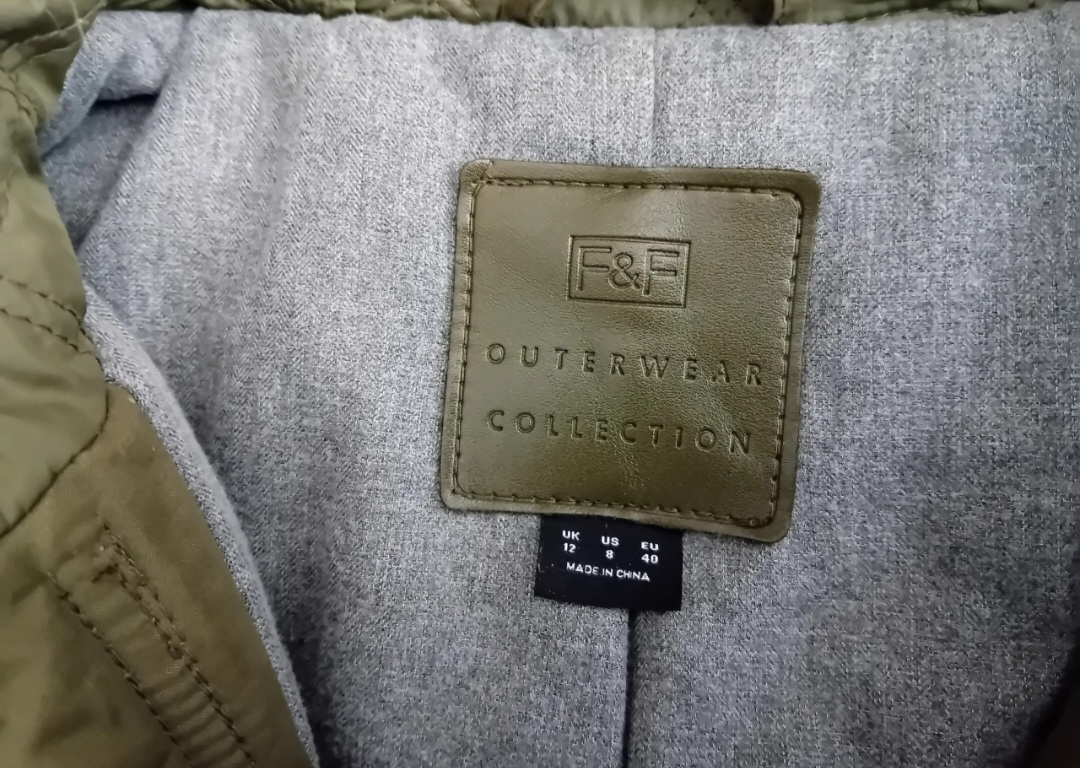 F&F
OUTERWEAR
COLLECTION
UK US EU
12 8 40
MADE IN CHINA